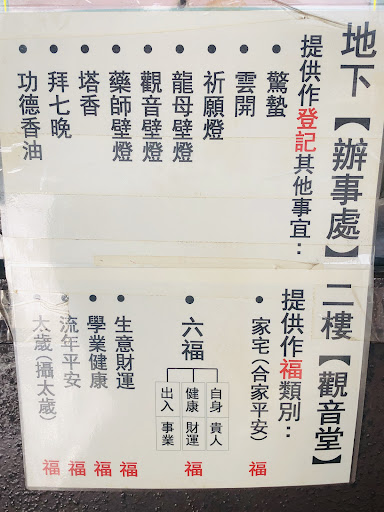 地下【辦事處】
提供作登記其他事宜：
驚蟄
雲開
祈願燈
龍母壁燈
觀音壁燈
藥師壁燈
塔香
拜七晚
功德香油
二樓【觀音堂】
提供作福類別：
家宅(合家平安)福
六福
自身 貴人
健康 財運
出入 事業
福
生意財運福
學業健康福
流年平安福
太歲(攝太歲)福